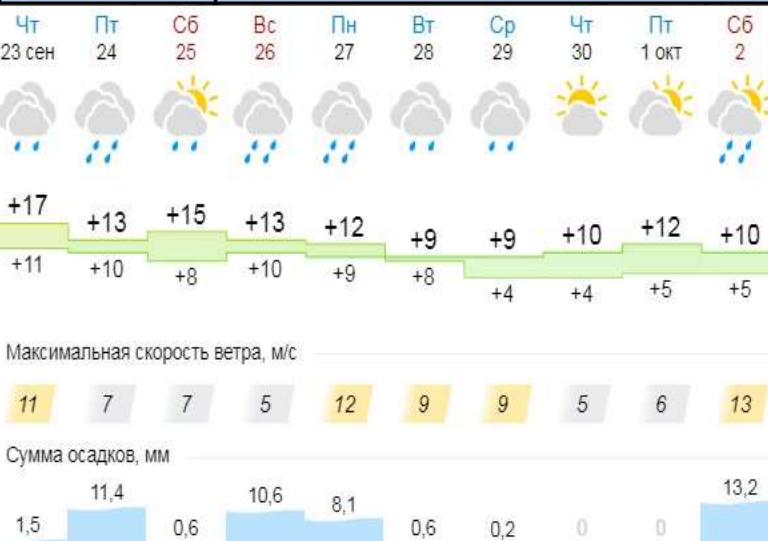 Чт Пт Сб Вс Пн Вт Ср Чт Пт Сб
23 сен 24 25 26 27 28 29 30 1 окт 2
+17 +13 +15 +13 +12 +9 +9 +10 +12 +10
+11 +10 +8 +10 +9 +8 +4 +4 +5 +5
Максимальная скорость ветра, м/с
11 7 7 5 12 9 9 5 6 13
Сумма осадков, мм
1,5 11,4 0,6 10,6 8,1 0,6 0,2 0 0 13,2